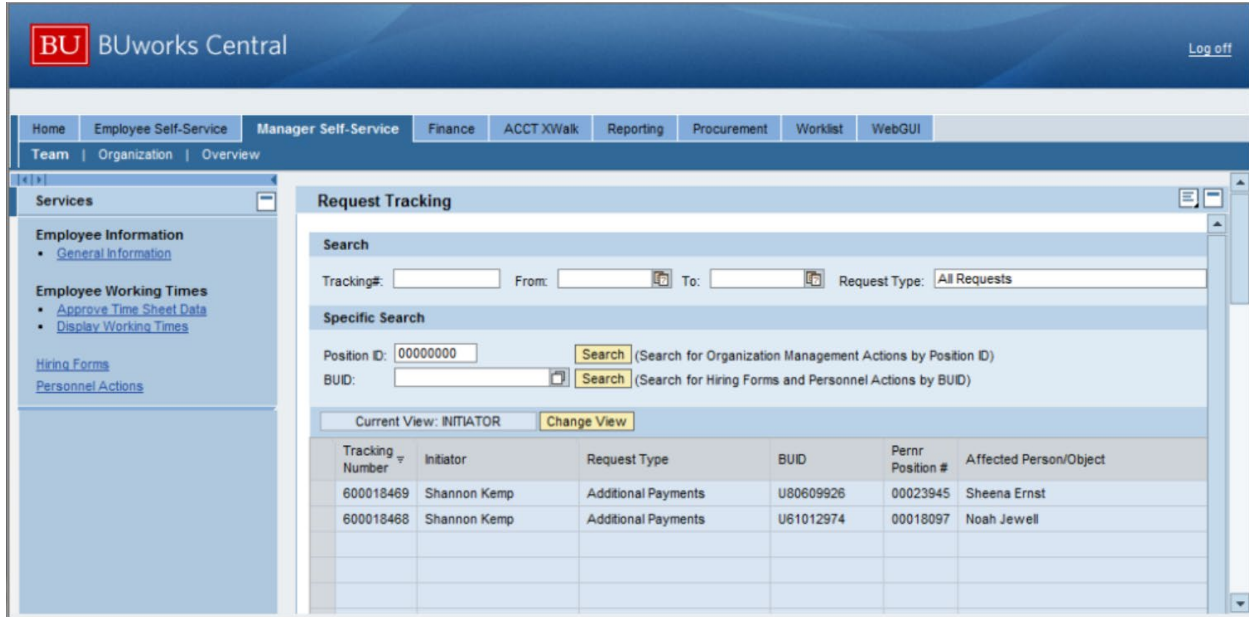 BU BUworks Central
Log off
Home Employee Self-Service Manager Self-Service Finance ACCT XWalk Reporting Procurement Worklist WebGUI
Team | Organization | Overview
Services
Employee Information
General Information
Employee Working Times
Approve Time Sheet Data
Display Working Times
Hiring Forms
Personnel Actions
Request Tracking
Search
Tracking#: From: To: Request Type: All Requests
Specific Search
Position ID: 00000000 Search (Search for Organization Management Actions by Position ID)
BUID: Search (Search for Hiring Forms and Personnel Actions by BUID)
Current View: INITIATOR Change View
Tracking Number Initiator Request Type BUID Pernr Position # Affected Person/Object
600018469 Shannon Kemp Additional Payments U80609926 00023945 Sheena Ernst
600018468 Shannon Kemp Additional Payments U61012974 00018097 Noah Jewell